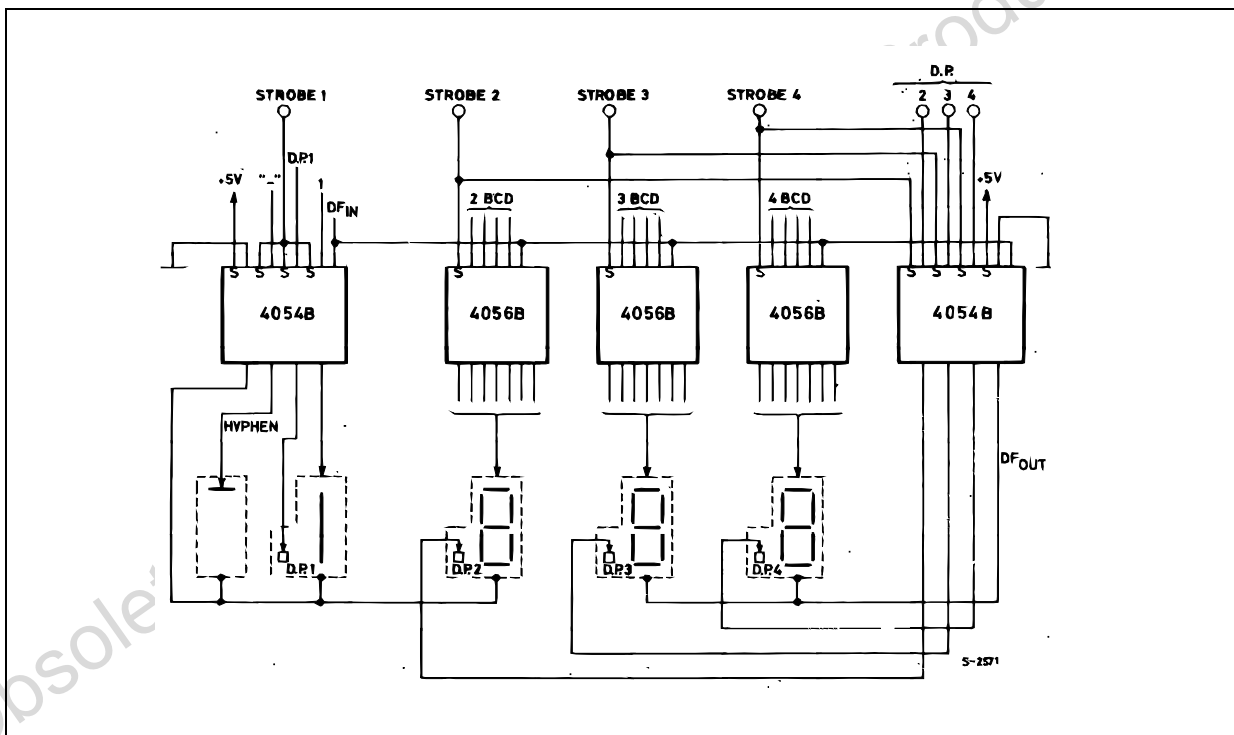 D.P.
STROBE 1 STROBE 2 STROBE 3 STROBE 4 2 3 4
D.P.1
+5V "–" 1 +5V
DF IN 2 BCD 3 BCD 4 BCD
S S S S S S S S S S S
4054B 4056B 4056B 4056B 4054B
HYPHEN
DF OUT
D.P.1 D.P.2 D.P.3 D.P.4
S-2571
Obsolete